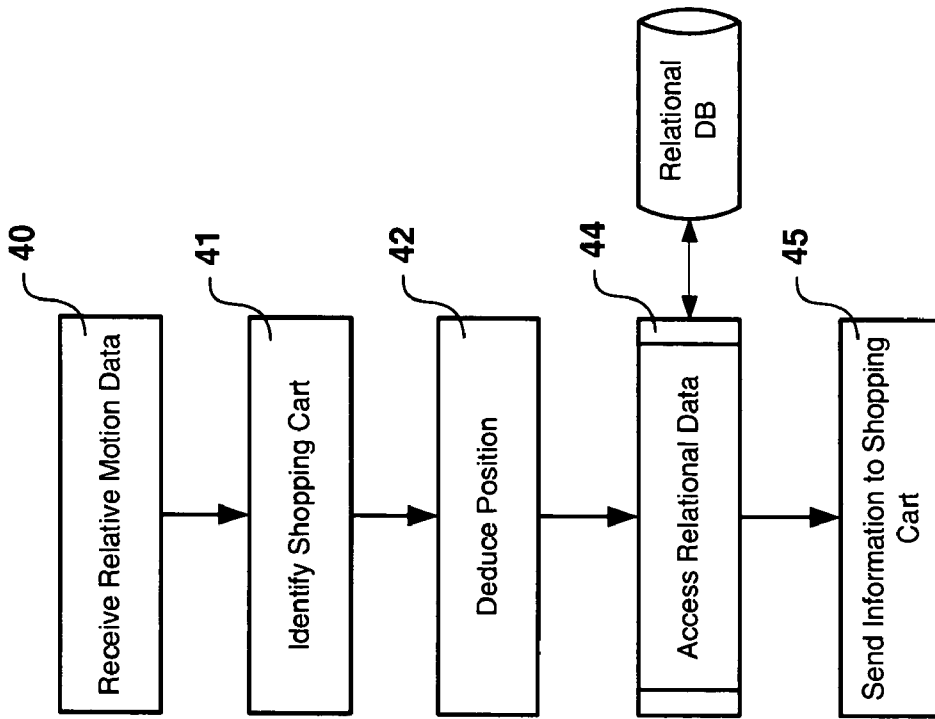 40
Receive Relative Motion Data
41
Identify Shopping Cart
42
Deduce Position
44
Access Relational Data
Relational
DB
45
Send Information to Shopping
Cart